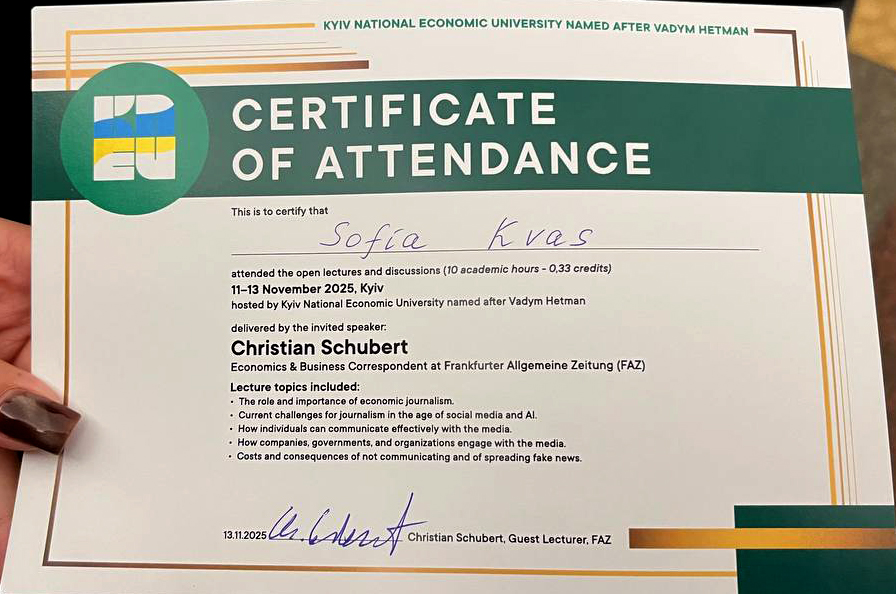 KYIV NATIONAL ECONOMIC UNIVERSITY NAMED AFTER VADYM HETMAN
KNEU
CERTIFICATE
OF ATTENDANCE
This is to certify that
Sofia Kvas
attended the open lectures and discussions (10 academic hours - 0,33 credits)
11–13 November 2025, Kyiv
hosted by Kyiv National Economic University named after Vadym Hetman
delivered by the invited speaker:
Christian Schubert
Economics & Business Correspondent at Frankfurter Allgemeine Zeitung (FAZ)
Lecture topics included:
• The role and importance of economic journalism.
• Current challenges for journalism in the age of social media and AI.
• How individuals can communicate effectively with the media.
• How companies, governments, and organizations engage with the media.
• Costs and consequences of not communicating and of spreading fake news.
13.11.2025 Christian Schubert, Guest Lecturer, FAZ